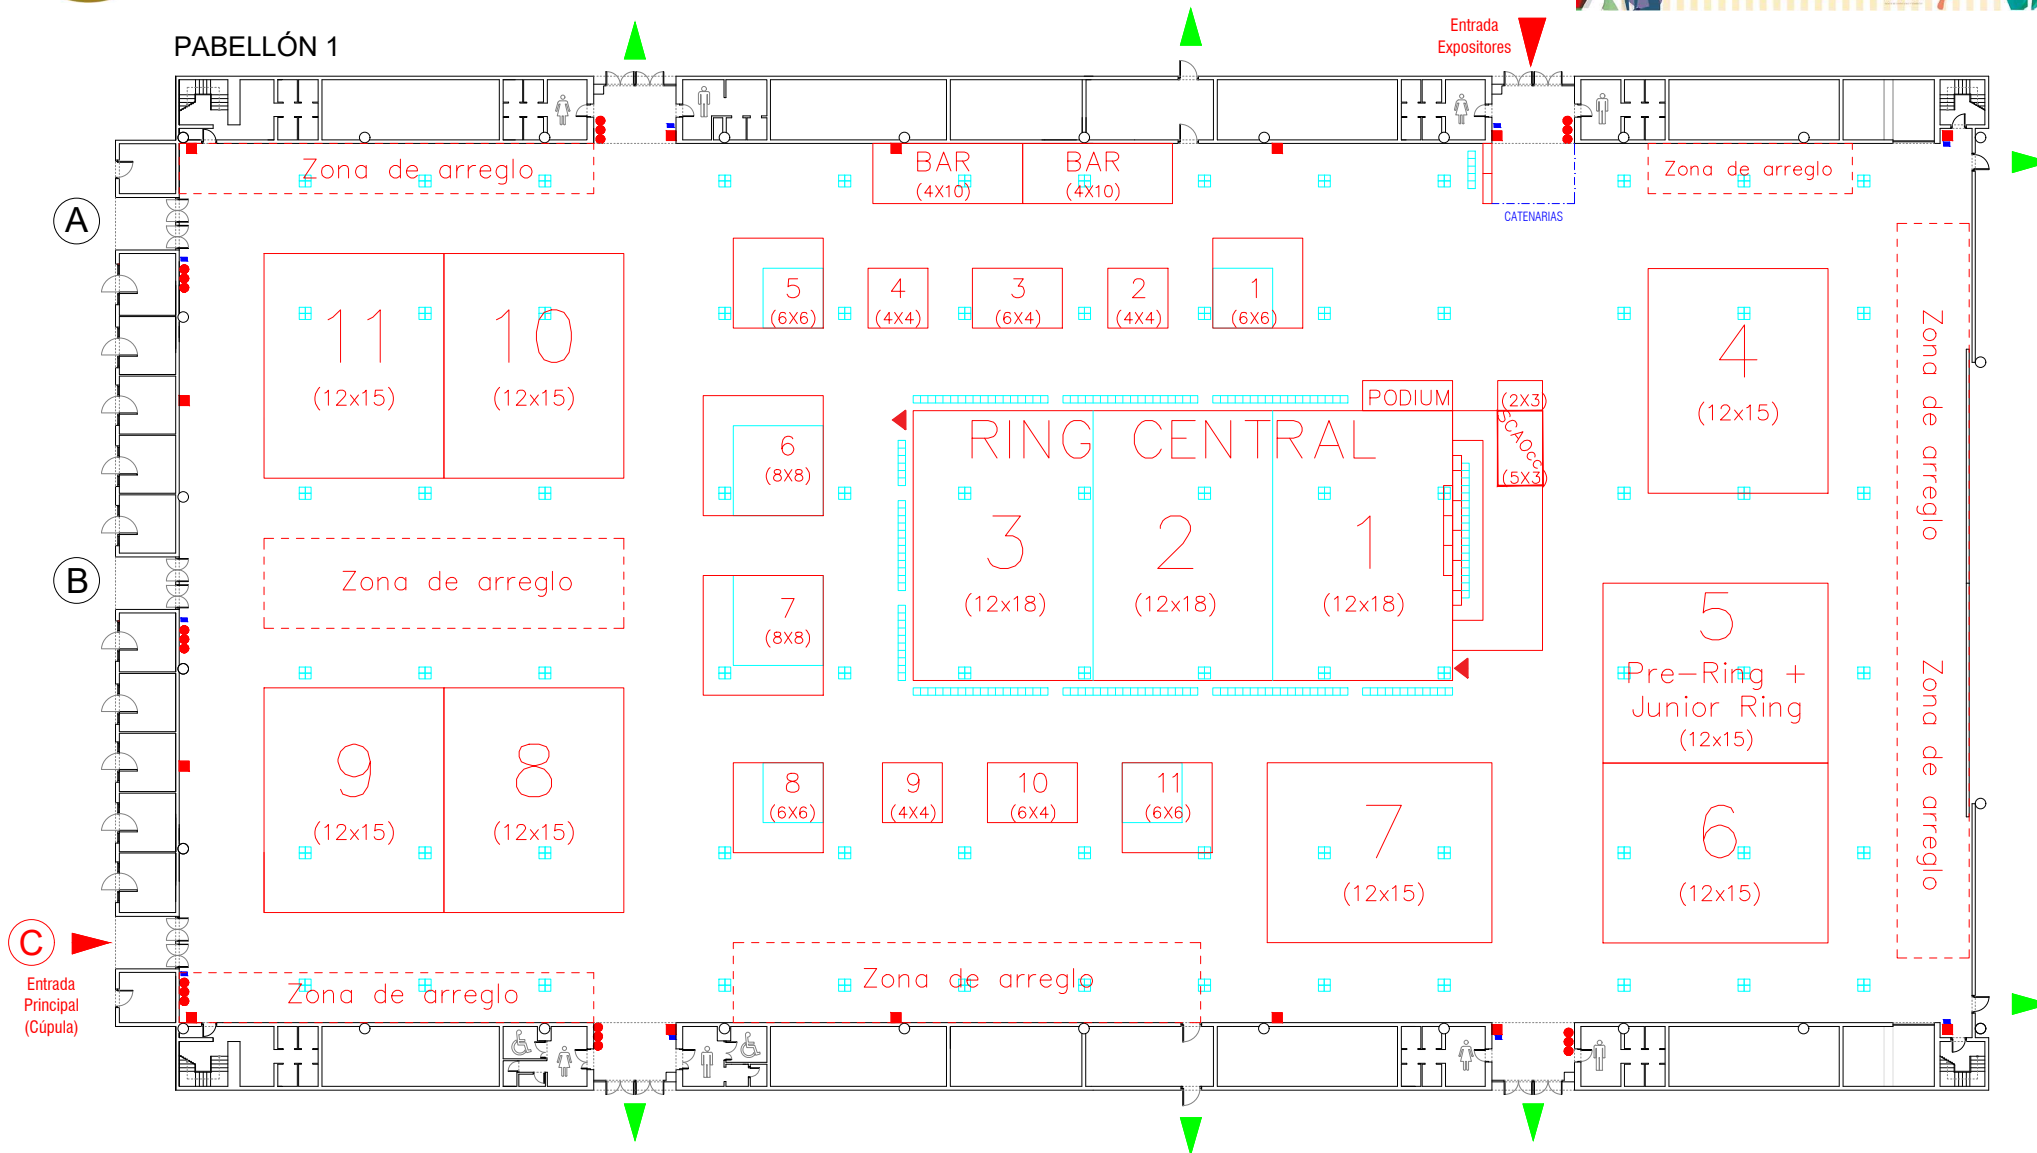 PABELLÓN 1
Entrada
Expositores
Zona de arreglo
BAR
(4X10)
BAR
(4X10)
CATENARIAS
Zona de arreglo
A
11
(12x15)
10
(12x15)
5
(6X6)
4
(4X4)
3
(6X4)
2
(4X4)
1
(6X6)
4
(12x15)
Zona de arreglo
6
(8X8)
PODIUM
(2X3)
SCAOCC
(5X3)
RING CENTRAL
3
(12x18)
2
(12x18)
1
(12x18)
B
Zona de arreglo
7
(8X8)
5
Pre-Ring +
Junior Ring
(12x15)
Zona de arreglo
9
(12x15)
8
(12x15)
8
(6X6)
9
(4X4)
10
(6X4)
11
(6X6)
7
(12x15)
6
(12x15)
C
Entrada
Principal
(Cúpula)
Zona de arreglo
Zona de arreglo